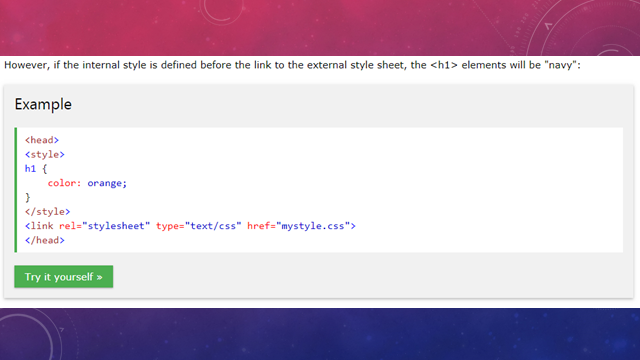 However, if the internal style is defined before the link to the external style sheet, the <h1> elements will be "navy":
Example
<head>
<style>
h1 {
    color: orange;
}
</style>
<link rel="stylesheet" type="text/css" href="mystyle.css">
</head>
Try it yourself »